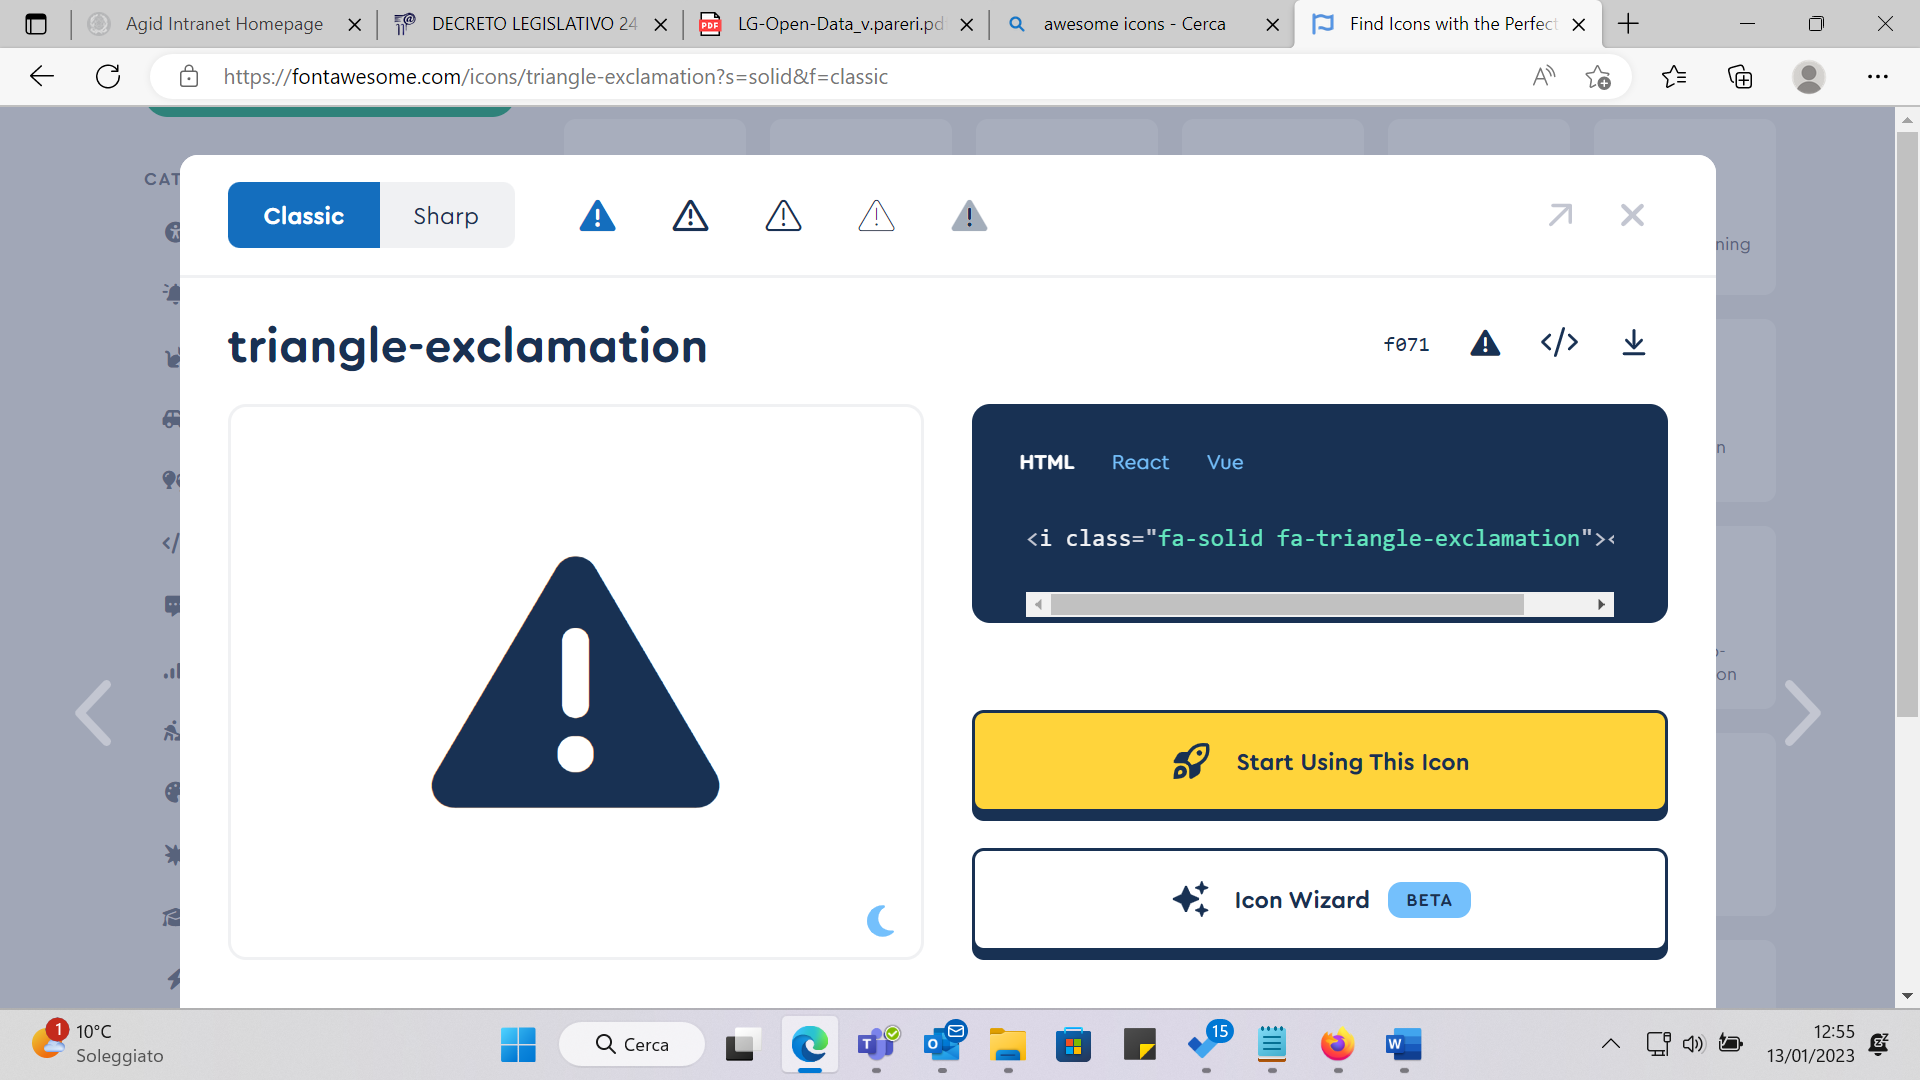 Agid Intranet Homepage
DECRETO LEGISLATIVO 24
LG-Open-Data_v.pareri.pd
awesome icons - Cerca
Find Icons with the Perfect
https://fontawesome.com/icons/triangle-exclamation?s=solid&f=classic
CAT
Classic
Sharp
ning
triangle-exclamation
f071
HTML
React
Vue
n
<i class="fa-solid fa-triangle-exclamation"><
on
Start Using This Icon
Icon Wizard
BETA
1
10°C
Soleggiato
Cerca
15
12:55
13/01/2023